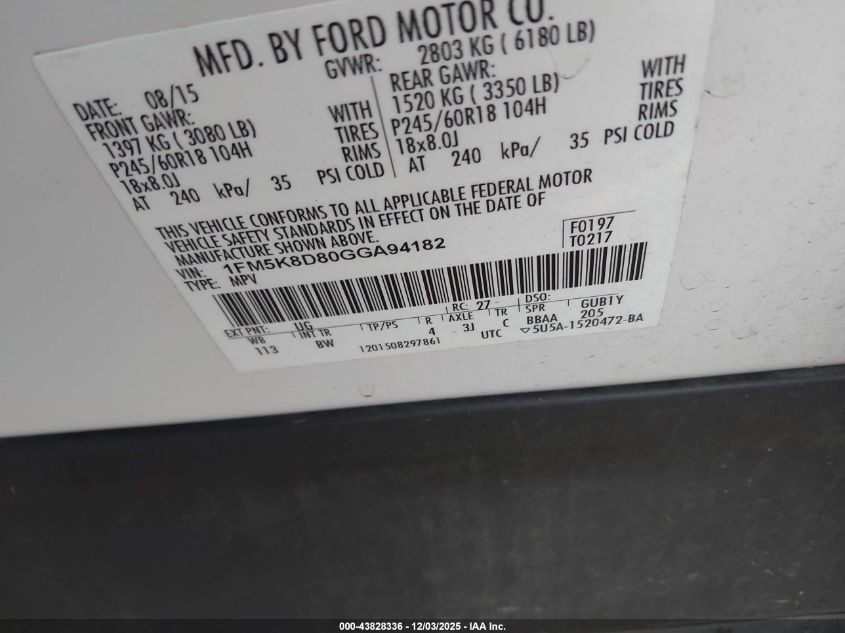 MFD. BY FORD MOTOR CO.
DATE: 08/15 GVWR: 2803 KG ( 6180 LB)
FRONT GAWR: REAR GAWR:
1397 KG ( 3080 LB) WITH 1520 KG ( 3350 LB) WITH
P245/60R18 104H TIRES P245/60R18 104H TIRES
18x8.0J RIMS 18x8.0J RIMS
AT 240 kPa/ 35 PSI COLD AT 240 kPa/ 35 PSI COLD
THIS VEHICLE CONFORMS TO ALL APPLICABLE FEDERAL MOTOR
VEHICLE SAFETY STANDARDS IN EFFECT ON THE DATE OF
MANUFACTURE SHOWN ABOVE.
VIN: 1FM5K8D80GGA94182 F0197
TYPE: MPV T0217
EXT PNT: UG RC: 27 DSO:
WB INT TR TP/PS R AXLE TR SPR GUBTY
113 BW 4 3J C BBAA 205
1201508297861 UTC ▽5U5A-1520472-BA
000-43828336 - 12/03/2025 - IAA Inc.